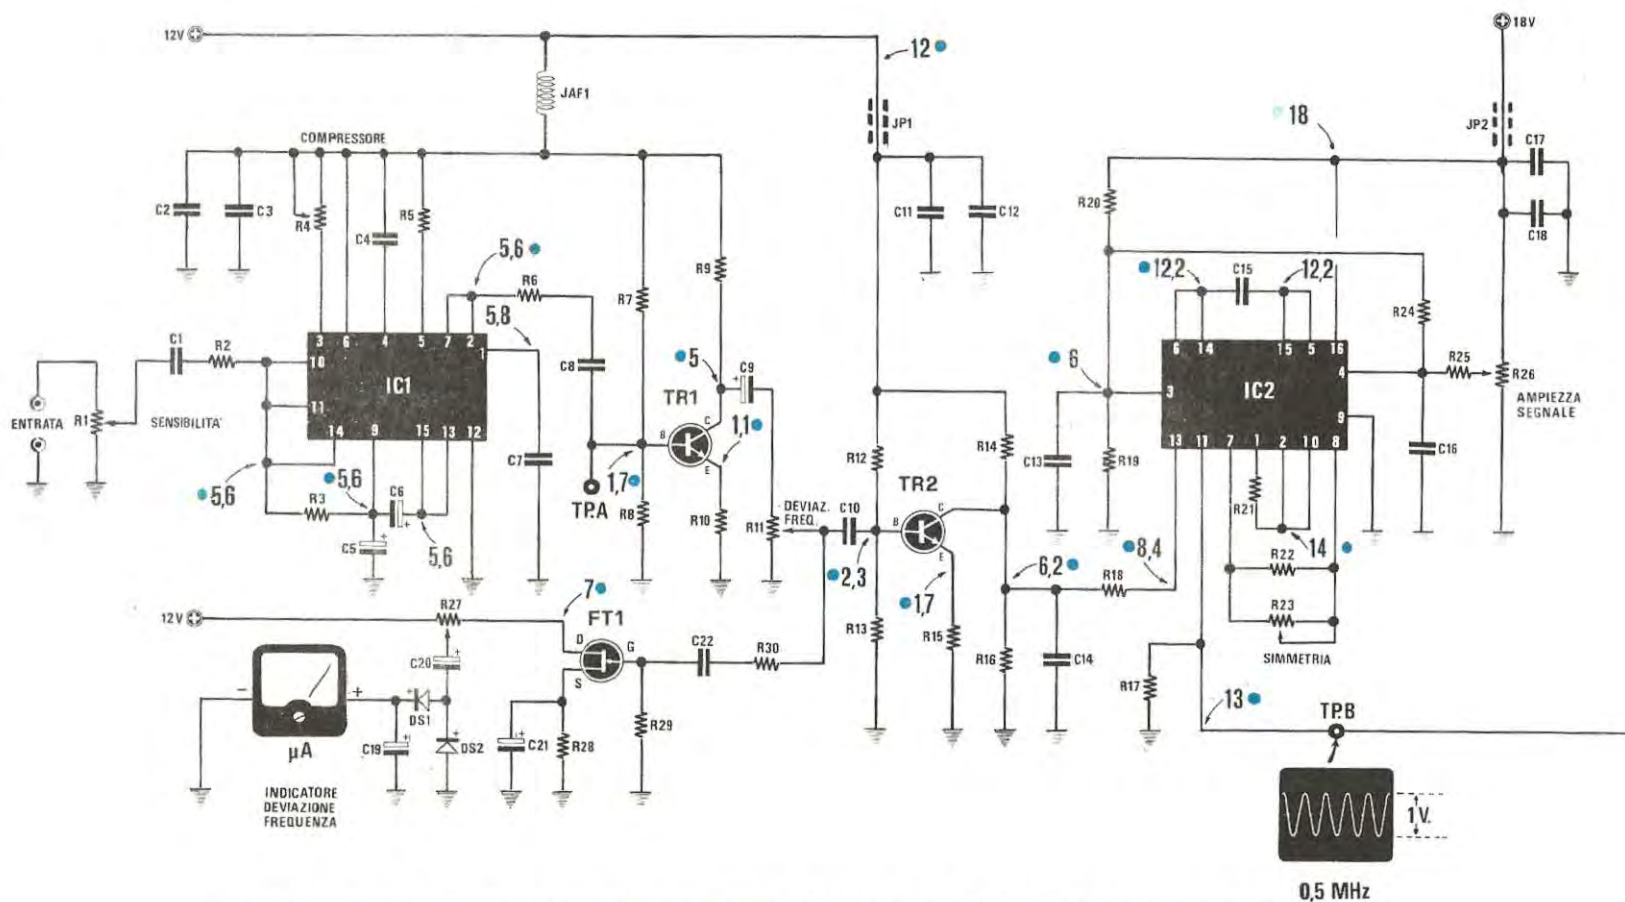 12V
12
18V
JAF1
JP1
18
JP2
C17
COMPRESSORE
C2
C3
R4
C4
R5
R9
C11
C12
R20
C18
5,6
R6
R7
5,8
12,2
C15
12,2
R24
3
6
4
5
7
2
1
6
14
15
5
16
C1
R2
10
IC1
C8
5
C9
6
3
IC2
4
R25
R26
AMPIEZZA
SEGNALE
ENTRATA
R1
SENSIBILITA'
11
14
9
15
13
12
TR1
B
C
E
1,1
R12
R14
C13
R19
9
13
11
7
1
2
10
8
C16
5,6
5,6
C6
R3
C5
5,6
C7
TP.A
1,7
R8
R10
R11
DEVIAZ.
FREQ.
C10
TR2
B
C
E
R21
14
R22
2,3
8,4
6,2
R18
1,7
R23
SIMMETRIA
12V
R27
7
FT1
D
G
S
C22
R30
R13
R15
R16
C14
R17
C20
-
+
DS1
DS2
C19
C21
R28
R29
13
TP.B
µA
INDICATORE
DEVIAZIONE
FREQUENZA
1V.
0,5 MHz